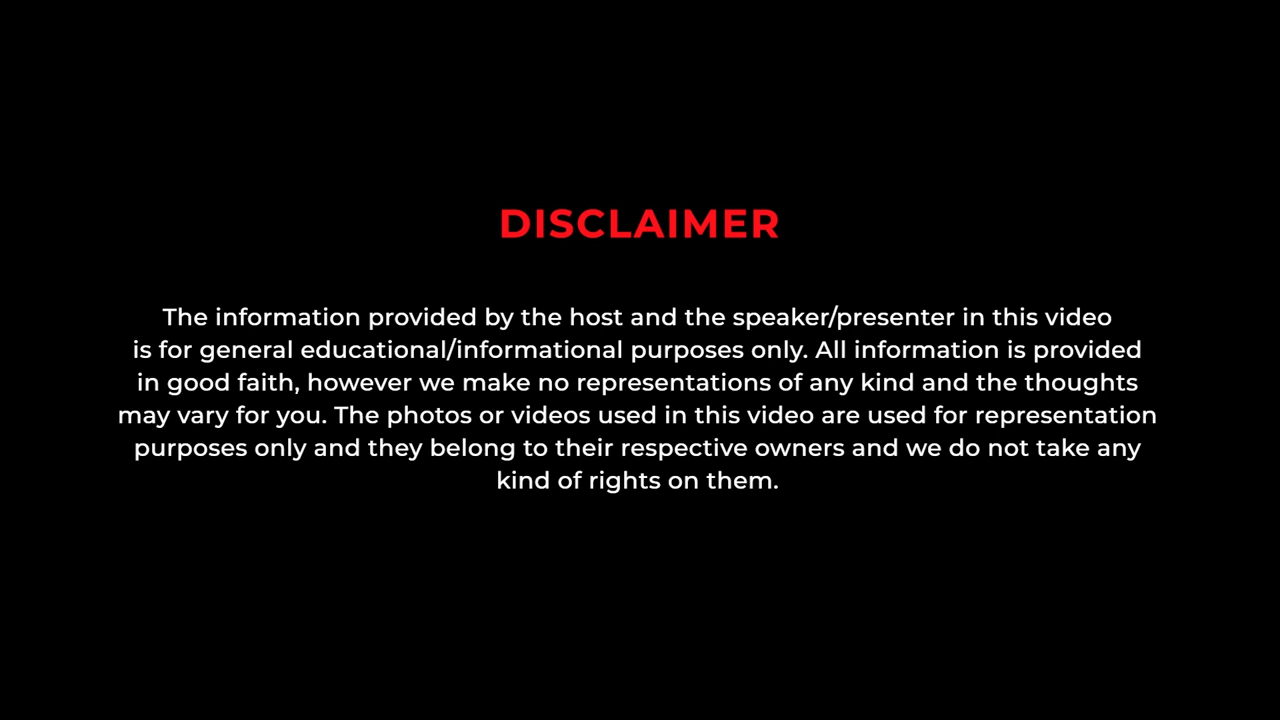 DISCLAIMER
The information provided by the host and the speaker/presenter in this video
is for general educational/informational purposes only. All information is provided
in good faith, however we make no representations of any kind and the thoughts
may vary for you. The photos or videos used in this video are used for representation
purposes only and they belong to their respective owners and we do not take any
kind of rights on them.